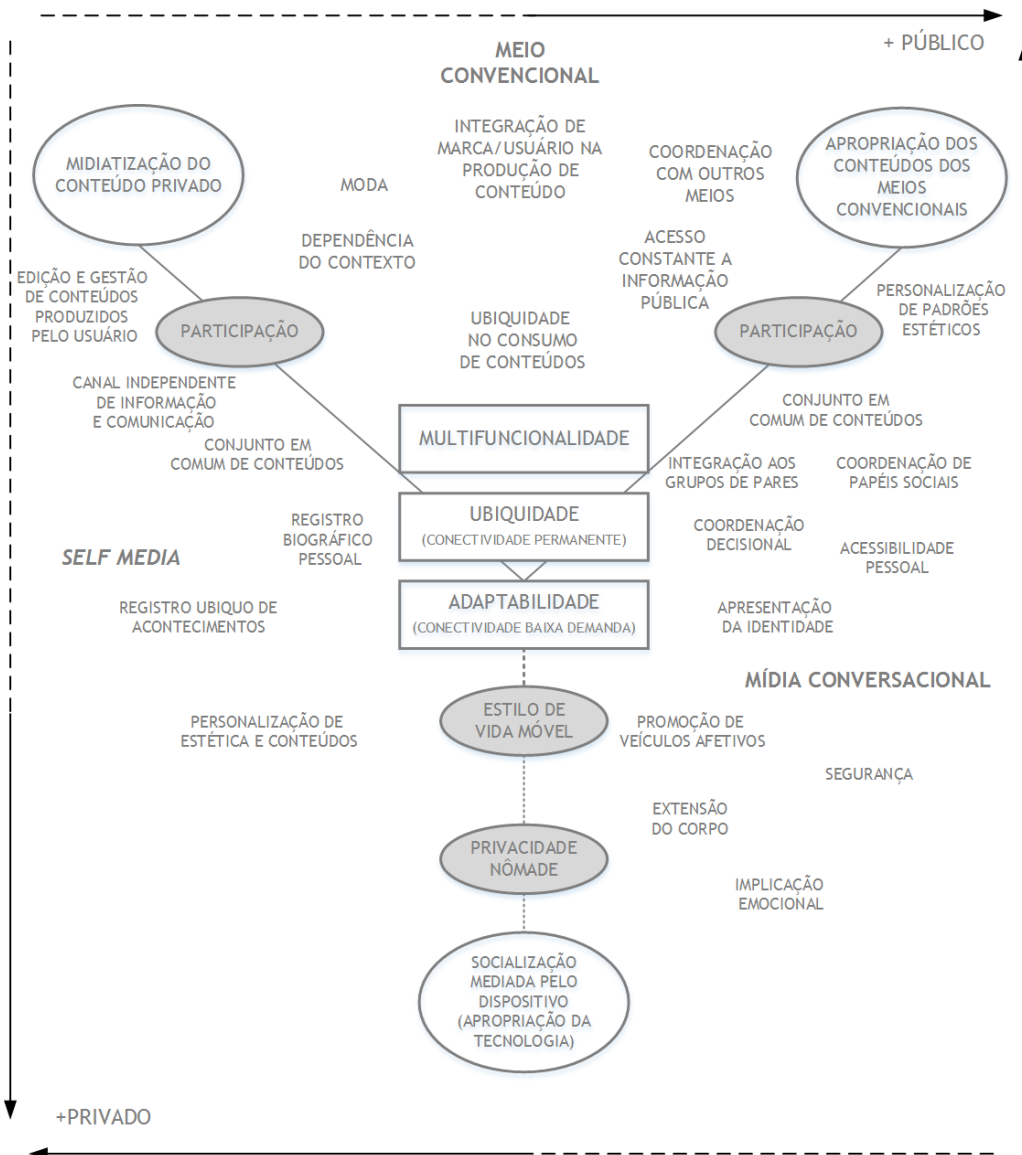 + PÚBLICO
MEIO
CONVENCIONAL
MIDIATIZAÇÃO DO
CONTEÚDO PRIVADO
MODA
INTEGRAÇÃO DE
MARCA/USUÁRIO NA
PRODUÇÃO DE
CONTEÚDO
COORDENAÇÃO
COM OUTROS
MEIOS
APROPRIAÇÃO DOS
CONTEÚDOS DOS
MEIOS
CONVENCIONAIS
DEPENDÊNCIA
DO CONTEXTO
ACESSO
CONSTANTE A
INFORMAÇÃO
PÚBLICA
EDIÇÃO E GESTÃO
DE CONTEÚDOS
PRODUZIDOS
PELO USUÁRIO
PARTICIPAÇÃO
UBIQUIDADE
NO CONSUMO
DE CONTEÚDOS
PARTICIPAÇÃO
PERSONALIZAÇÃO
DE PADRÕES
ESTÉTICOS
CANAL INDEPENDENTE
DE INFORMAÇÃO
E COMUNICAÇÃO
CONJUNTO EM
COMUM DE CONTEÚDOS
MULTIFUNCIONALIDADE
CONJUNTO EM
COMUM DE CONTEÚDOS
INTEGRAÇÃO AOS
GRUPOS DE PARES
COORDENAÇÃO DE
PAPÉIS SOCIAIS
REGISTRO
BIOGRÁFICO
PESSOAL
UBIQUIDADE
(CONECTIVIDADE PERMANENTE)
COORDENAÇÃO
DECISIONAL
ACESSIBILIDADE
PESSOAL
SELF MEDIA
REGISTRO UBIQUO DE
ACONTECIMENTOS
ADAPTABILIDADE
(CONECTIVIDADE BAIXA DEMANDA)
APRESENTAÇÃO
DA IDENTIDADE
MÍDIA CONVERSACIONAL
PERSONALIZAÇÃO DE
ESTÉTICA E CONTEÚDOS
ESTILO DE
VIDA MÓVEL
PROMOÇÃO DE
VEÍCULOS AFETIVOS
SEGURANÇA
EXTENSÃO
DO CORPO
PRIVACIDADE
NÔMADE
IMPLICAÇÃO
EMOCIONAL
SOCIALIZAÇÃO
MEDIADA PELO
DISPOSITIVO
(APROPRIAÇÃO DA
TECNOLOGIA)
+PRIVADO